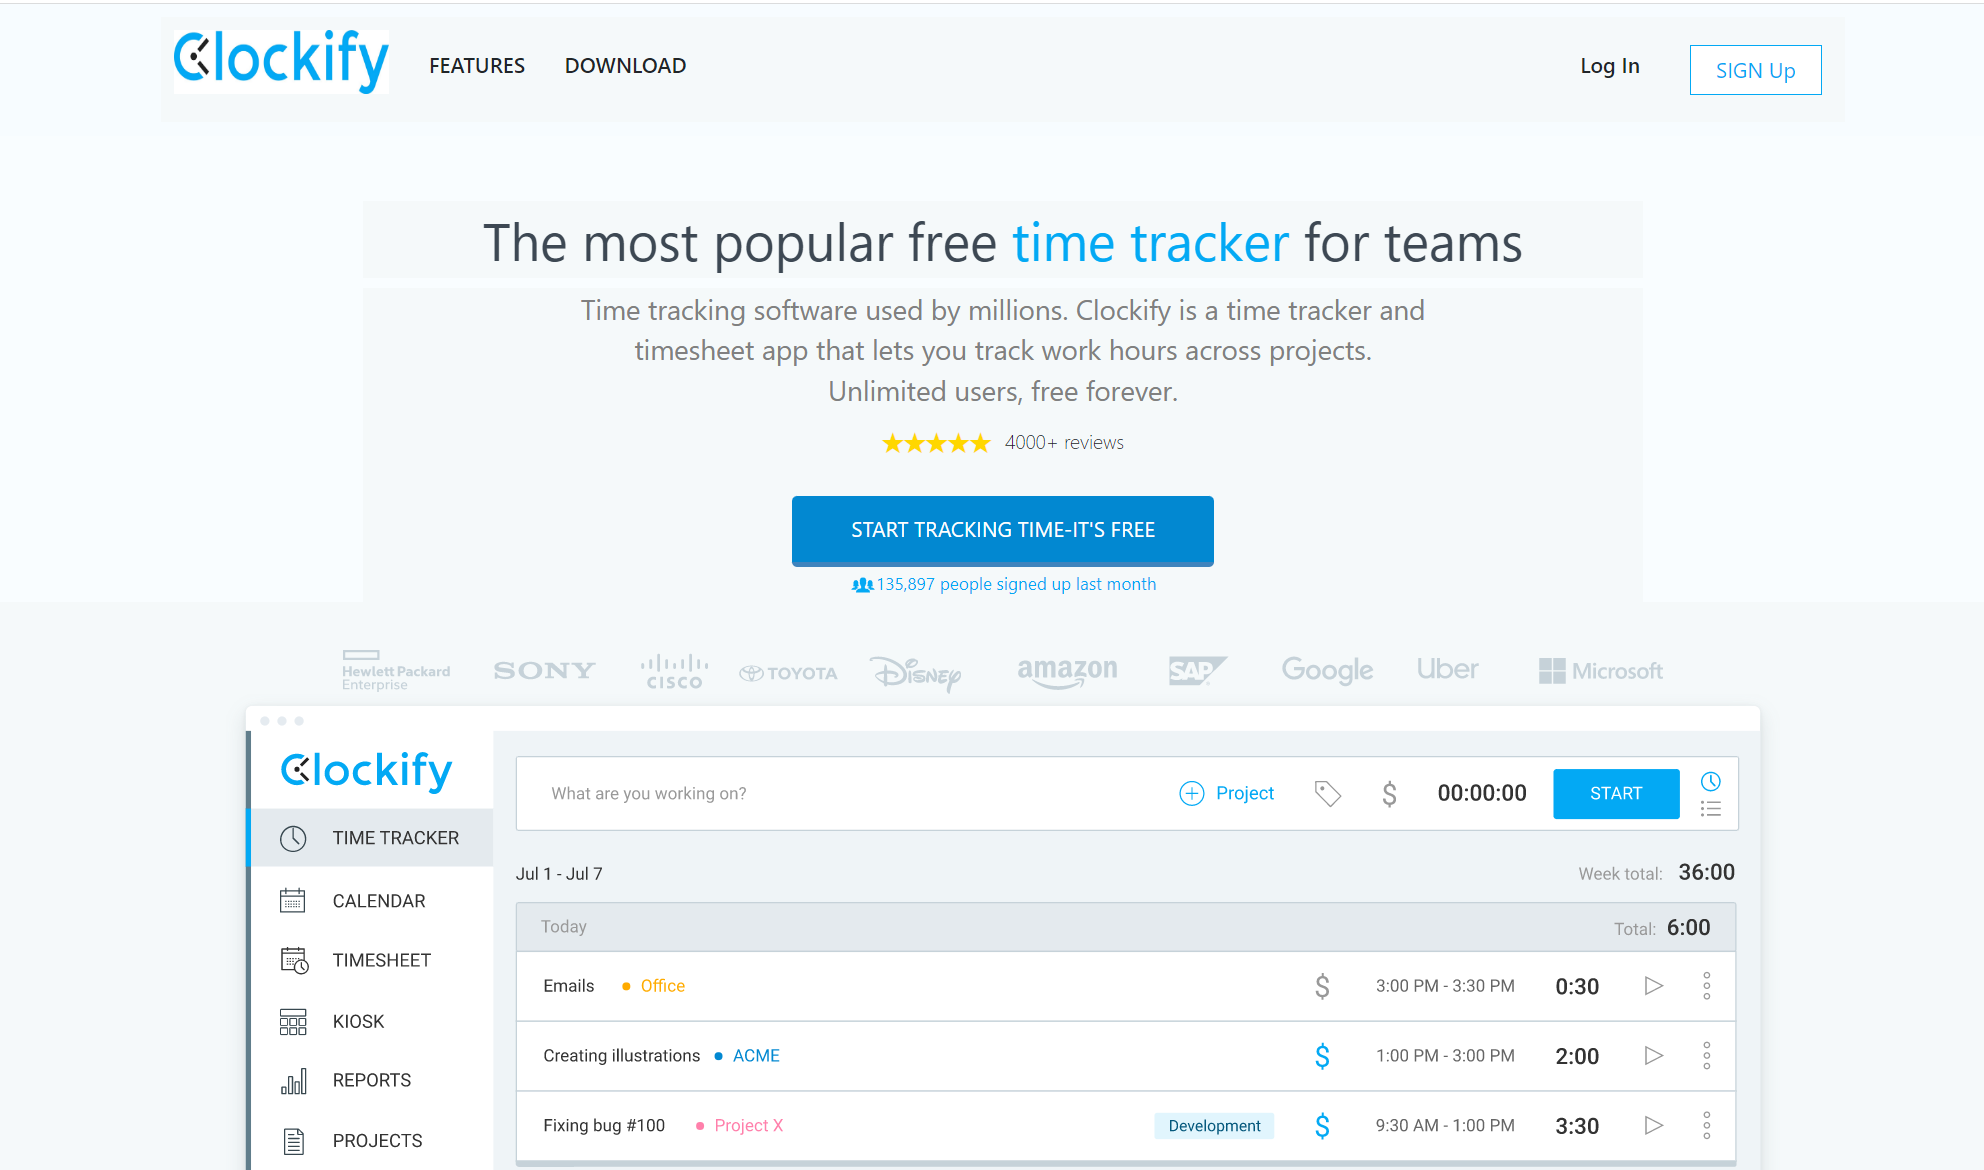 Clockify FEATURES DOWNLOAD Log In SIGN Up
The most popular free time tracker for teams
Time tracking software used by millions. Clockify is a time tracker and
timesheet app that lets you track work hours across projects.
Unlimited users, free forever.
4000+ reviews
START TRACKING TIME-IT'S FREE
135,897 people signed up last month
Hewlett Packard
Enterprise
SONY
CISCO
TOYOTA
Disney
amazon
SAP
Google
Uber
Microsoft
Clockify
TIME TRACKER
CALENDAR
TIMESHEET
KIOSK
REPORTS
PROJECTS
What are you working on? Project $ 00:00:00 START
Jul 1 - Jul 7 Week total: 36:00
Today Total: 6:00
Emails • Office $ 3:00 PM - 3:30 PM 0:30
Creating illustrations • ACME $ 1:00 PM - 3:00 PM 2:00
Fixing bug #100 • Project X Development $ 9:30 AM - 1:00 PM 3:30